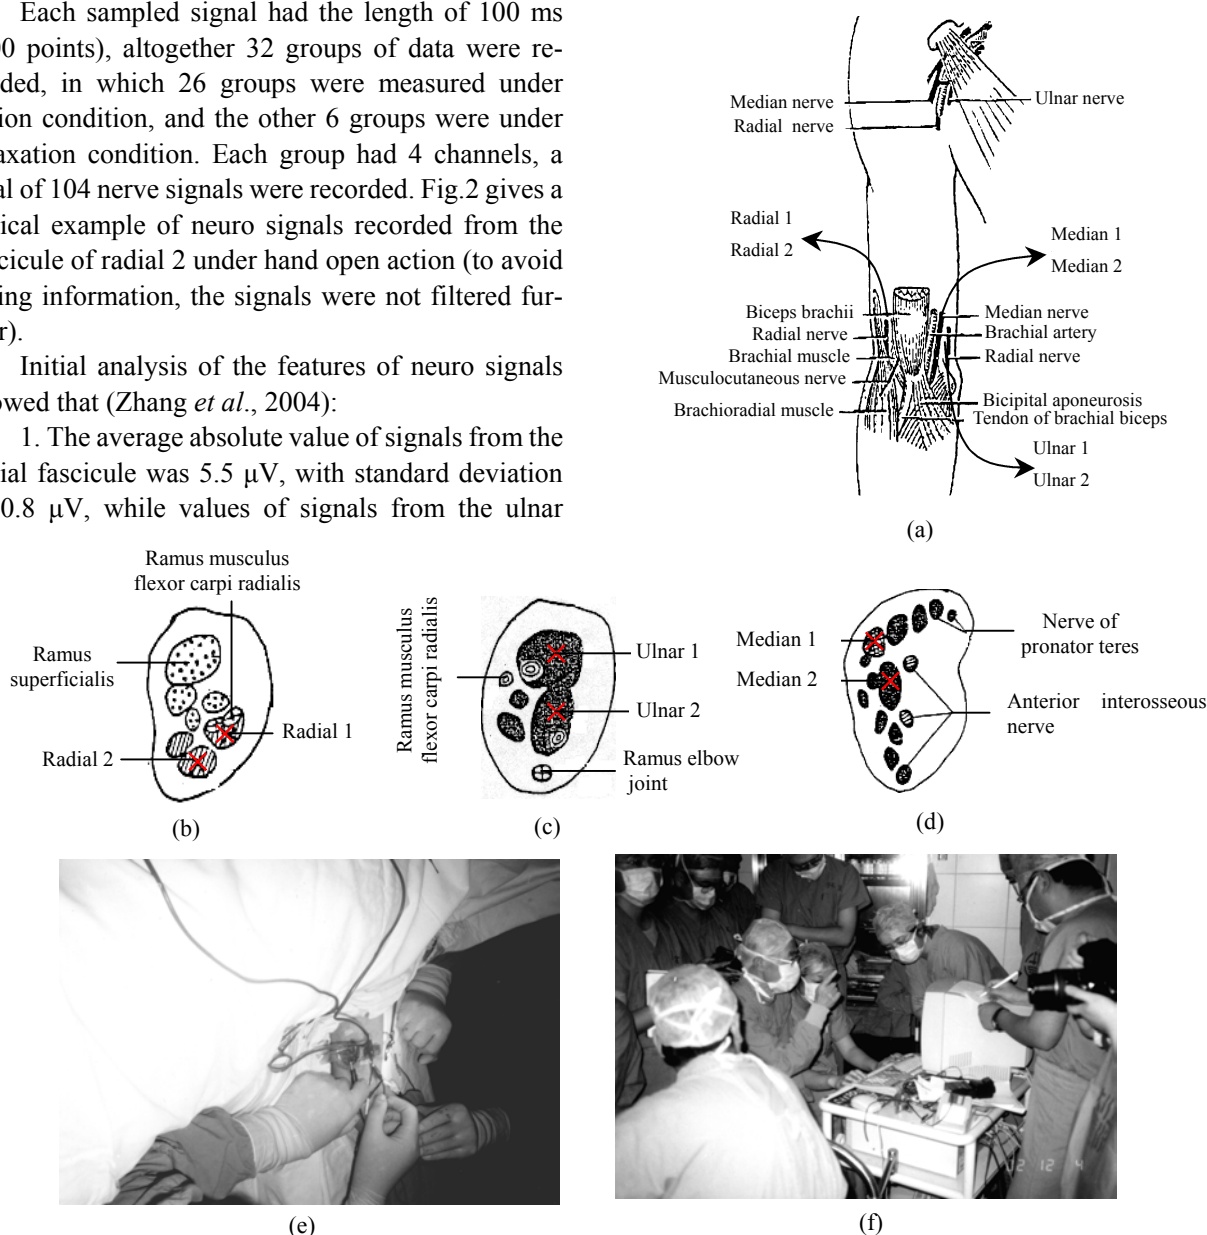 Each sampled signal had the length of 100 ms
00 points), altogether 32 groups of data were re-
ded, in which 26 groups were measured under
ion condition, and the other 6 groups were under
axation condition. Each group had 4 channels, a
al of 104 nerve signals were recorded. Fig.2 gives a
ical example of neuro signals recorded from the
cicule of radial 2 under hand open action (to avoid
ing information, the signals were not filtered fur-
r).
Initial analysis of the features of neuro signals
owed that (Zhang et al., 2004):
1. The average absolute value of signals from the
ial fascicule was 5.5 μV, with standard deviation
0.8 μV, while values of signals from the ulnar
Median nerve
Radial nerve
Ulnar nerve
Radial 1
Radial 2
Median 1
Median 2
Biceps brachii
Radial nerve
Brachial muscle
Musculocutaneous nerve
Brachioradial muscle
Median nerve
Brachial artery
Radial nerve
Bicipital aponeurosis
Tendon of brachial biceps
Ulnar 1
Ulnar 2
(a)
Ramus musculus
flexor carpi radialis
Ramus
superficialis
Radial 1
Radial 2
(b)
Ramus musculus
flexor carpi radialis
Ulnar 1
Ulnar 2
Ramus elbow
joint
(c)
Median 1
Median 2
Nerve of
pronator teres
Anterior interosseous
nerve
(d)
(e)
12 12 4
(f)